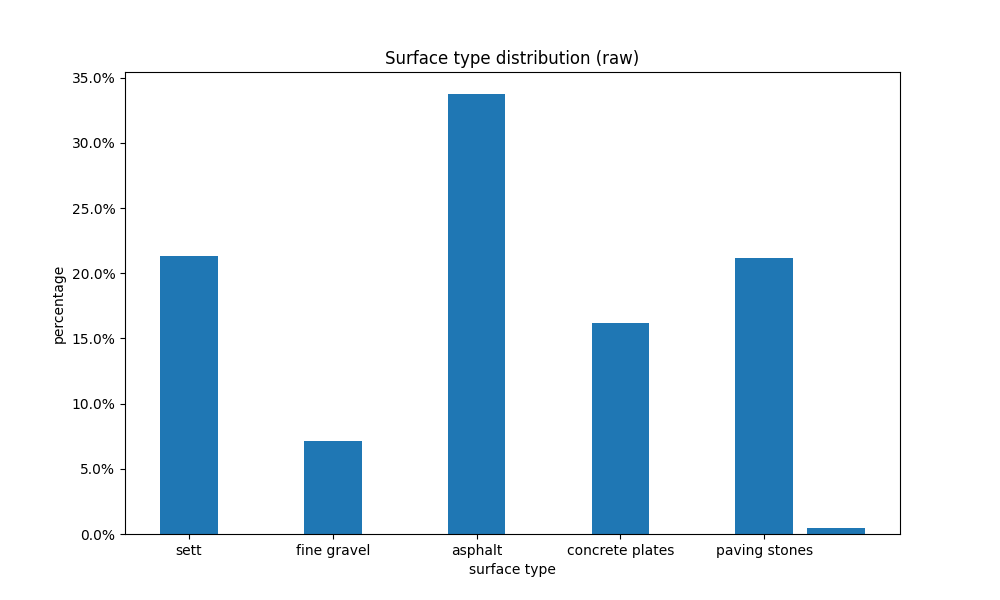 Surface type distribution (raw)
35.0%
30.0%
25.0%
20.0%
15.0%
10.0%
5.0%
0.0%
percentage
sett fine gravel asphalt concrete plates paving stones
surface type